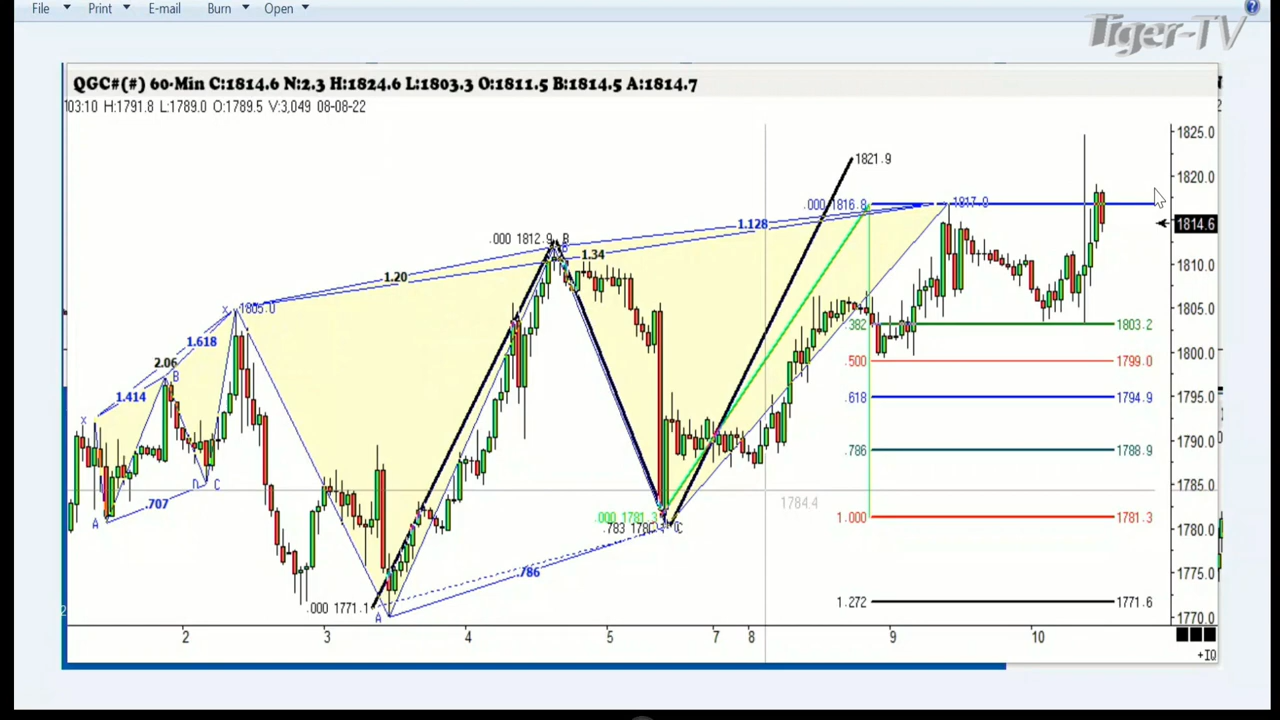 File Print E-mail Burn Open
Tiger-TV
QGC#(#) 60-Min C:1814.6 N:2.3 H:1824.6 L:1803.3 O:1811.5 B:1814.5 A:1814.7
03:10 H:1791.8 L:1789.0 O:1789.5 V:3,049 08-08-22
1825.0
1821.9
1820.0
.000 1816.8
1817.0
1.128
1814.6
.000 1812.9 B
B
1.34
1810.0
1.20
x 1805.0
1805.0
.382 1803.2
1.618
1800.0
2.06
.500 1799.0
B
1.414
1795.0
.618 1794.9
x
1790.0
.786 1788.9
D C
1785.0
1784.4
.707
A
.000 1781.3
1.000 1781.3
.783
C
1780.0
.786
1775.0
.000 1771.1
1.272 1771.6
A
1770.0
2 3 4 5 7 8 9 10
+IQ